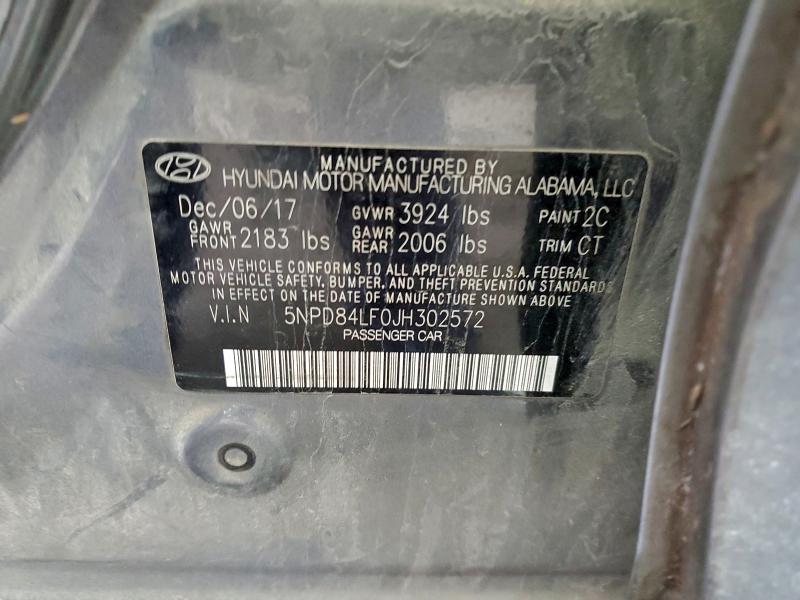 MANUFACTURED BY
HYUNDAI MOTOR MANUFACTURING ALABAMA, LLC
Dec/06/17 GVWR 3924 lbs PAINT 2C
GAWR FRONT 2183 lbs GAWR REAR 2006 lbs TRIM CT
THIS VEHICLE CONFORMS TO ALL APPLICABLE U.S.A. FEDERAL
MOTOR VEHICLE SAFETY, BUMPER, AND THEFT PREVENTION STANDARDS
IN EFFECT ON THE DATE OF MANUFACTURE SHOWN ABOVE.
V.I.N 5NPD84LF0JH302572
PASSENGER CAR